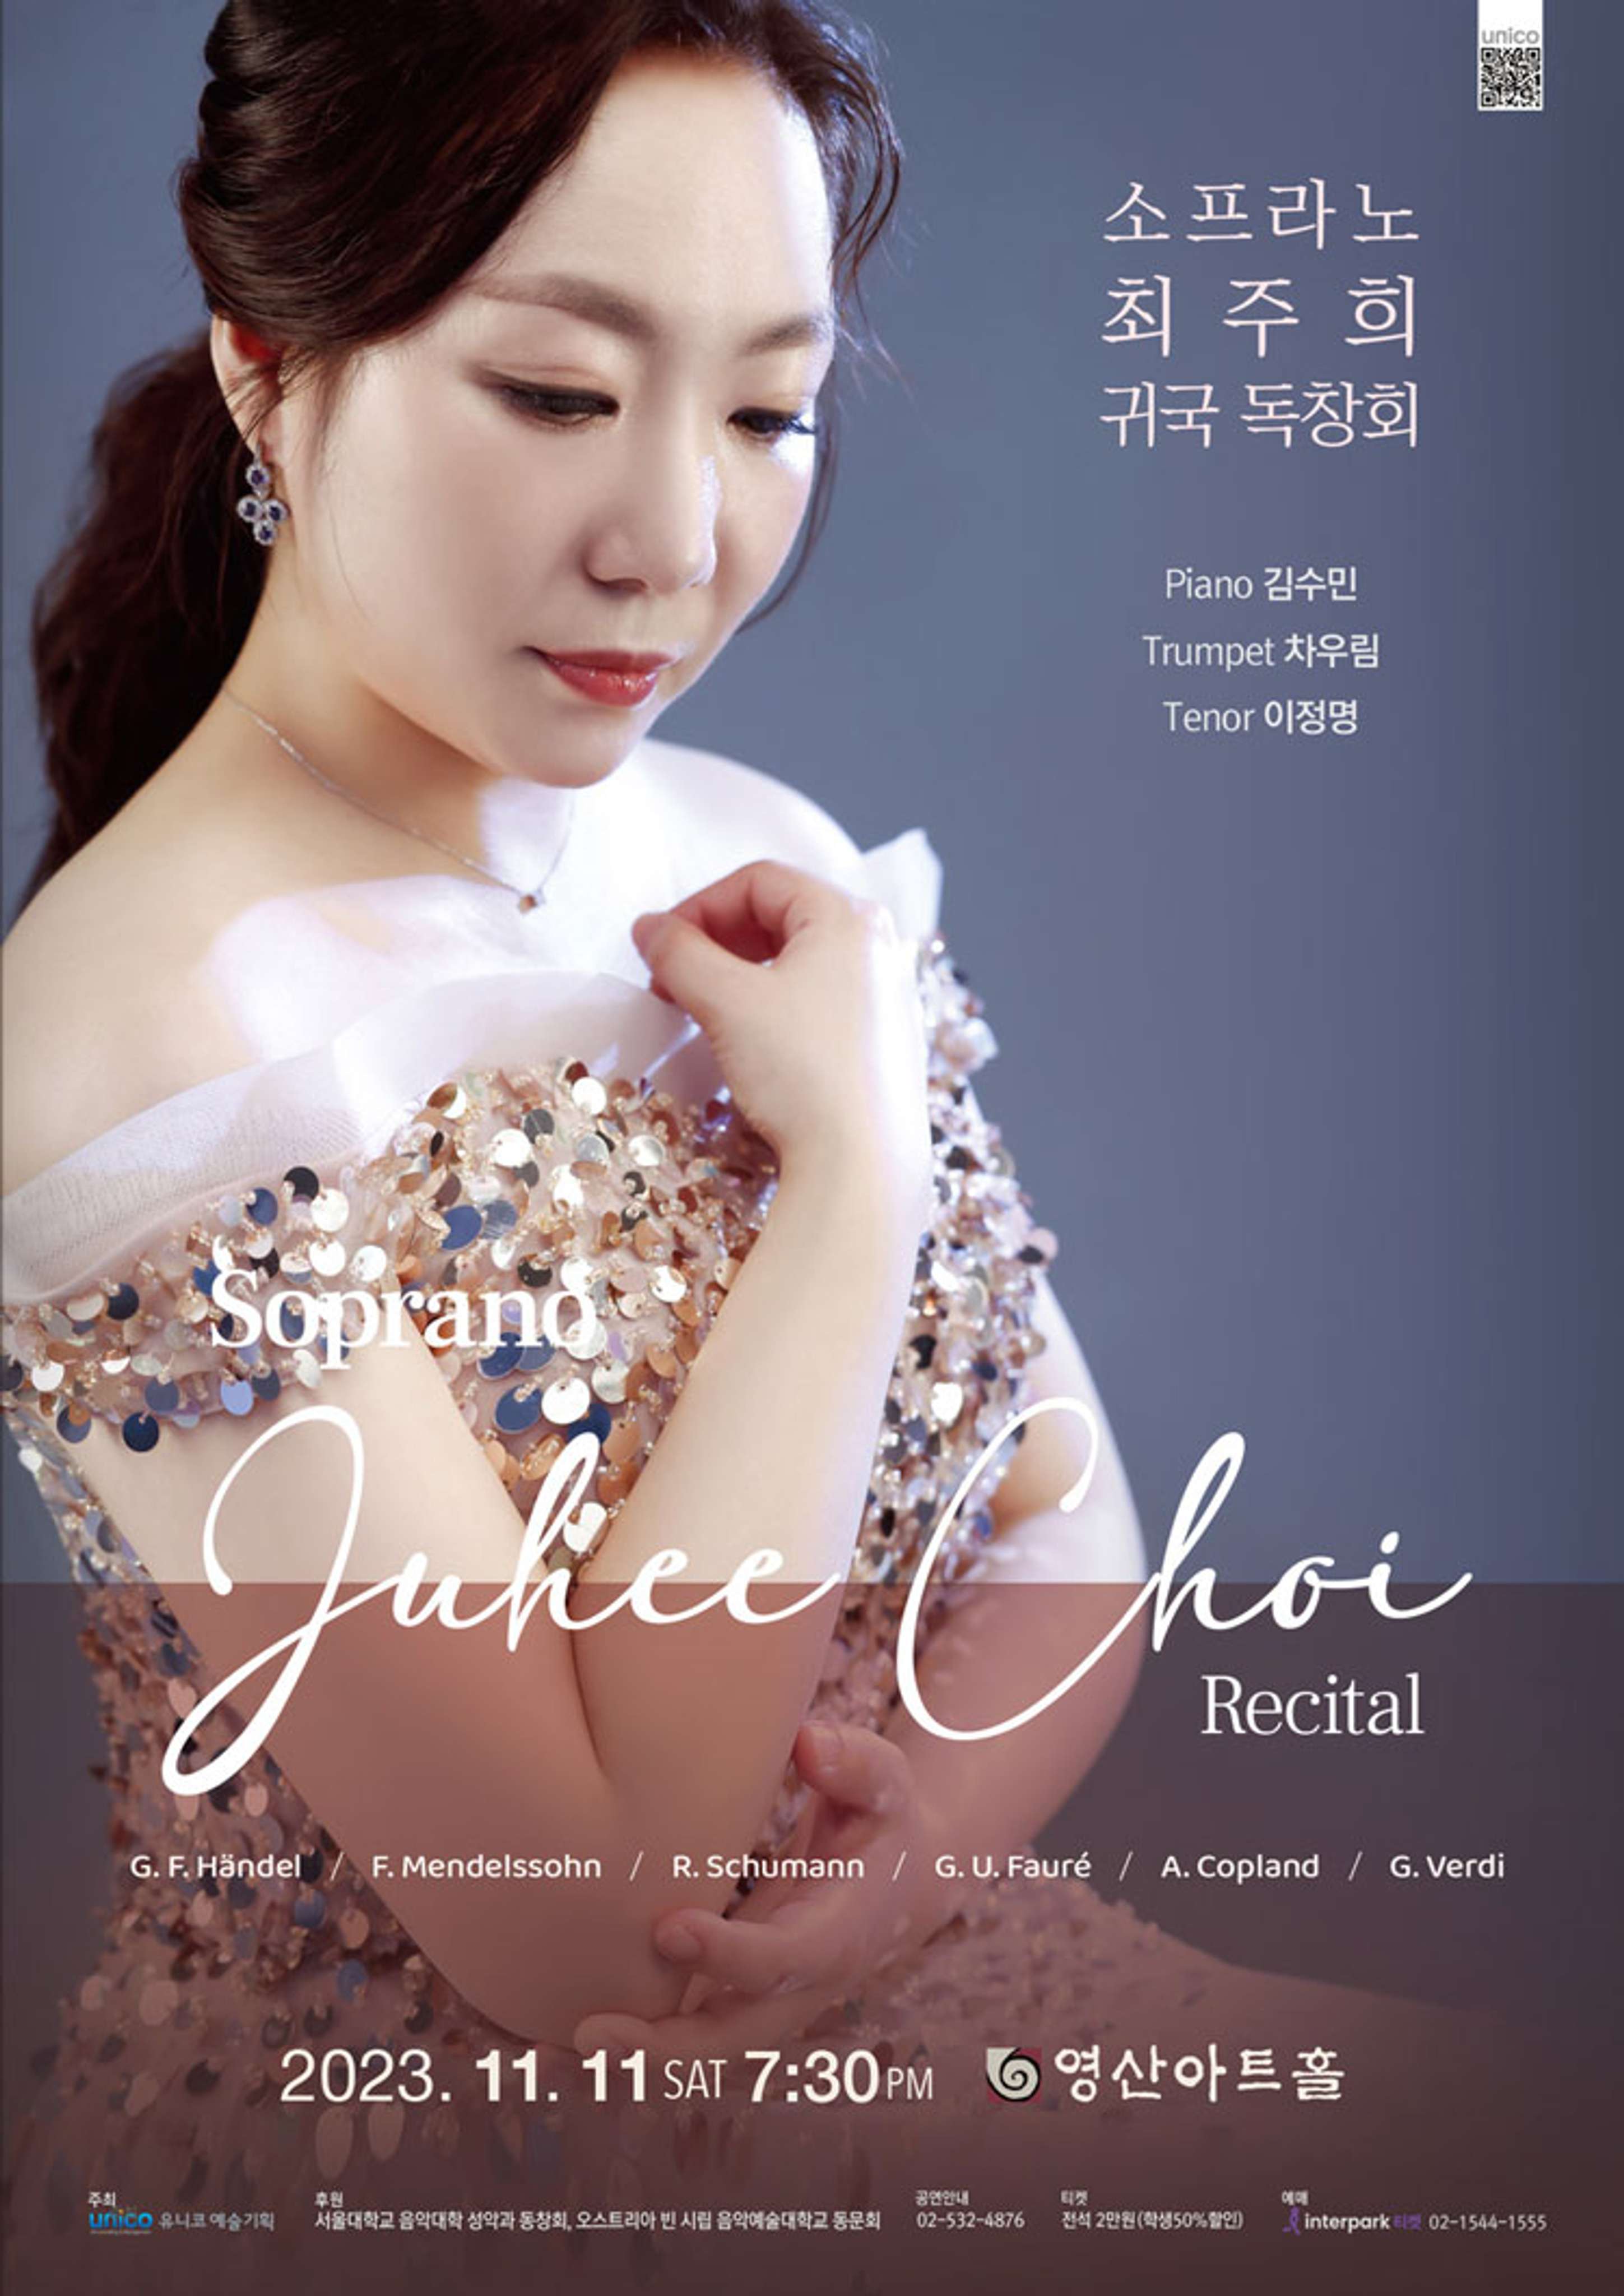 unico
소프라노
최주희
귀국 독창회
Piano 김수민
Trumpet 차우림
Tenor 이정명
Soprano
Juhee Choi
Recital
G. F. Händel / F. Mendelssohn / R. Schumann / G. U. Fauré / A. Copland / G. Verdi
2023. 11. 11 SAT 7:30 PM 영산아트홀
주최
unico 유니코 예술기획
후원
서울대학교 음악대학 성악과 동창회, 오스트리아 빈 시립 음악예술대학교 동문회
공연안내
02-532-4876
티켓
전석 2만원(학생50%할인)
예매
interpark 티켓 02-1544-1555